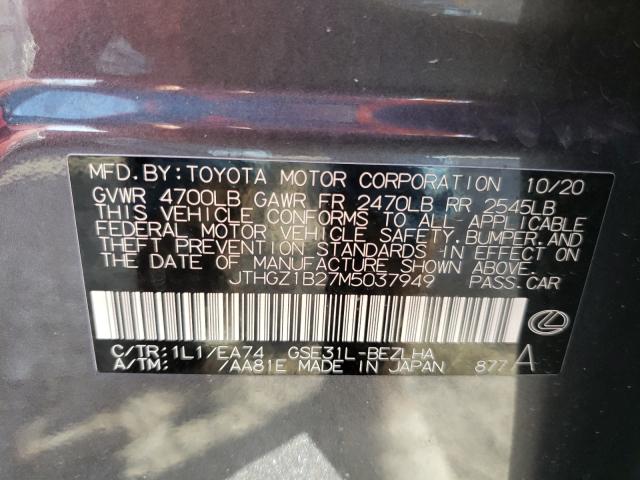 MFD. BY: TOYOTA MOTOR CORPORATION 10/20
GVWR 4700LB GAWR FR 2470LB RR 2545LB
THIS VEHICLE CONFORMS TO ALL APPLICABLE
FEDERAL MOTOR VEHICLE SAFETY, BUMPER, AND
THEFT PREVENTION STANDARDS IN EFFECT ON
THE DATE OF MANUFACTURE SHOWN ABOVE.
JTHGZ1B27M5037949 PASS. CAR
C/TR: 1L1/EA74 GSE31L-BEZLHA
A/TM: /AA81E MADE IN JAPAN 877 A